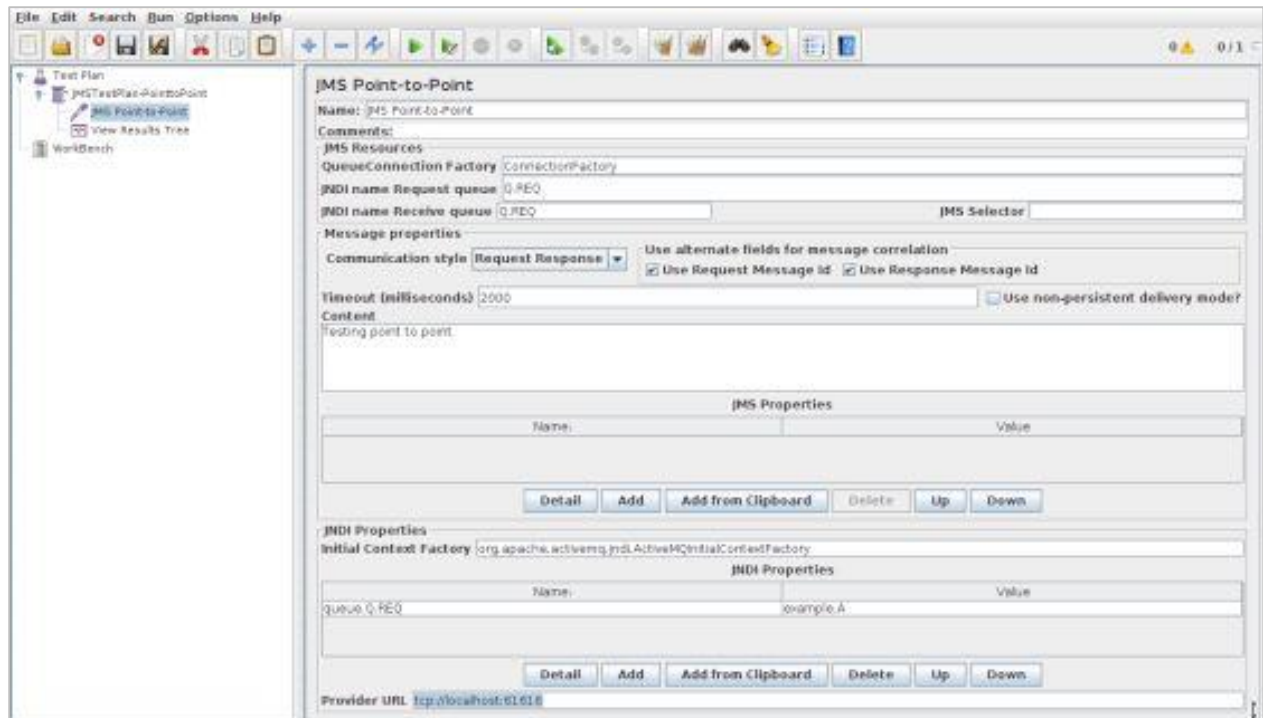 File Edit Search Run Options Help
0 0/1
Test Plan
JMSTestPlan-PointtoPoint
JMS Point-to-Point
View Results Tree
WorkBench
JMS Point-to-Point
Name: JMS Point-to-Point
Comments:
JMS Resources
QueueConnection Factory ConnectionFactory
JNDI name Request queue Q.REQ
JNDI name Receive queue Q.REQ JMS Selector
Message properties
Communication style Request Response
Use alternate fields for message correlation
Use Request Message Id Use Response Message Id
Timeout (milliseconds) 2000 Use non-persistent delivery mode?
Content
Testing point to point
JMS Properties
Name: Value
Detail Add Add from Clipboard Delete Up Down
JNDI Properties
Initial Context Factory org.apache.activemq.jndi.ActiveMQInitialContextFactory
JNDI Properties
Name: Value
queue.Q.REQ example.A
Detail Add Add from Clipboard Delete Up Down
Provider URL tcp://localhost:61616